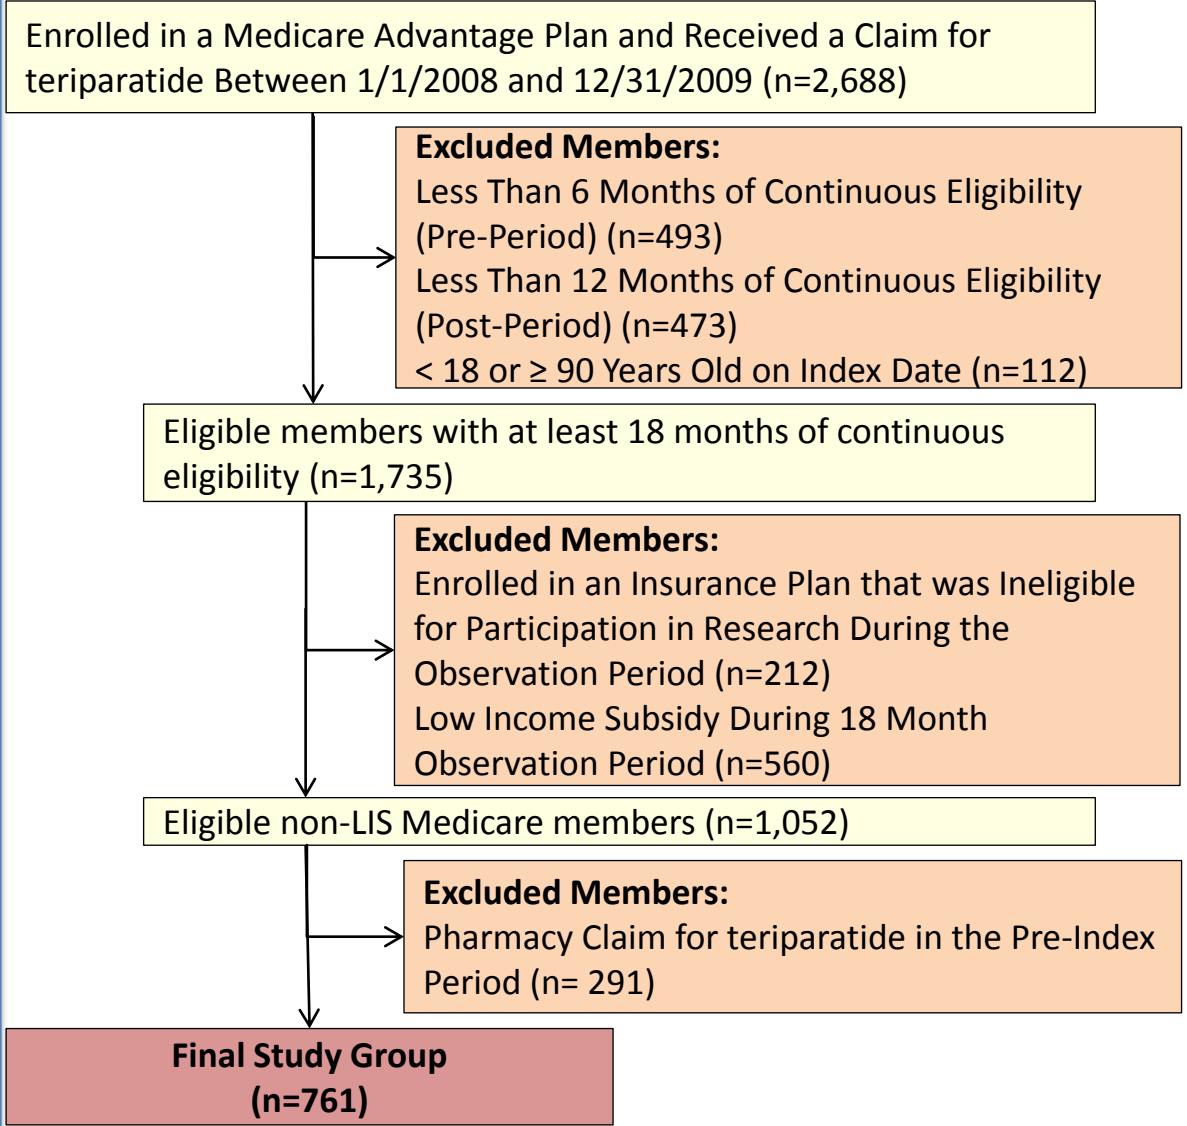 Enrolled in a Medicare Advantage Plan and Received a Claim for
teriparatide Between 1/1/2008 and 12/31/2009 (n=2,688)
Excluded Members:
Less Than 6 Months of Continuous Eligibility
(Pre-Period) (n=493)
Less Than 12 Months of Continuous Eligibility
(Post-Period) (n=473)
< 18 or ≥ 90 Years Old on Index Date (n=112)
Eligible members with at least 18 months of continuous
eligibility (n=1,735)
Excluded Members:
Enrolled in an Insurance Plan that was Ineligible
for Participation in Research During the
Observation Period (n=212)
Low Income Subsidy During 18 Month
Observation Period (n=560)
Eligible non-LIS Medicare members (n=1,052)
Excluded Members:
Pharmacy Claim for teriparatide in the Pre-Index
Period (n= 291)
Final Study Group
(n=761)